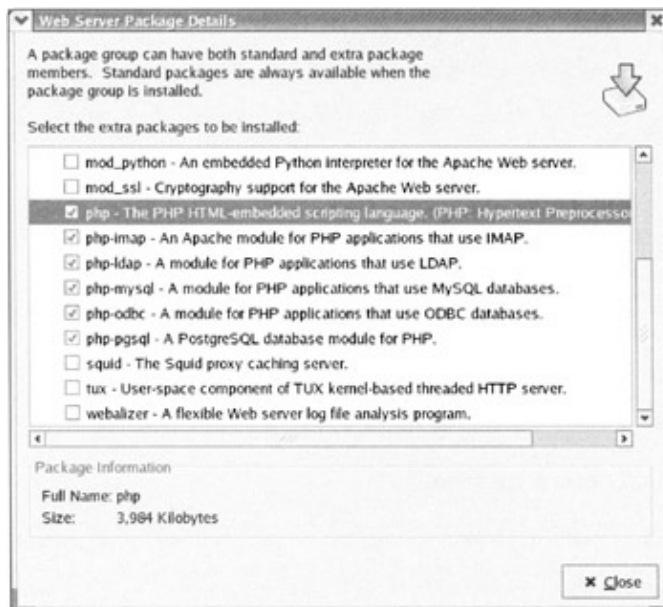 Web Server Package Details
A package group can have both standard and extra package
members. Standard packages are always available when the
package group is installed.
Select the extra packages to be installed:
mod_python - An embedded Python interpreter for the Apache Web server.
mod_ssl - Cryptography support for the Apache Web server.
php - The PHP HTML-embedded scripting language. (PHP: Hypertext Preprocessor
php-imap - An Apache module for PHP applications that use IMAP.
php-ldap - A module for PHP applications that use LDAP.
php-mysql - A module for PHP applications that use MySQL databases.
php-odbc - A module for PHP applications that use ODBC databases.
php-pgsql - A PostgreSQL database module for PHP.
squid - The Squid proxy caching server.
tux - User-space component of TUX kernel-based threaded HTTP server.
webalizer - A flexible Web server log file analysis program.
Package Information
Full Name: php
Size: 3,984 Kilobytes
Close